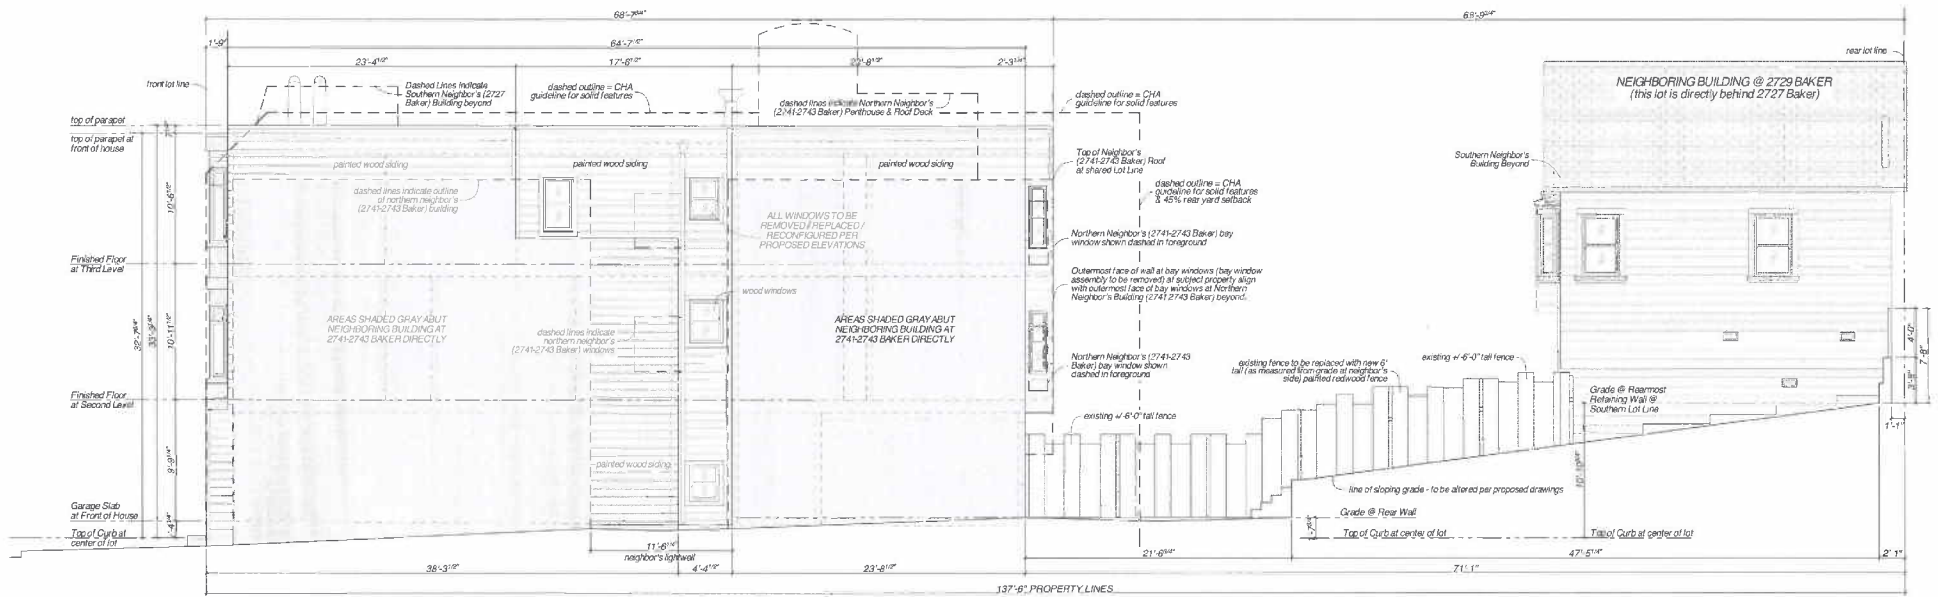 68'-7 3/4"
68'-9 3/4"
1'-9"
64'-7 1/2"
rear lot line
23'-4 1/2"
17'-6 1/2"
22'-8 1/2"
2'-3 1/4"
front lot line
Dashed Lines Indicate
Southern Neighbor's (2727
Baker) Building beyond
dashed outline = CHA
guideline for solid features
dashed lines indicate Northern Neighbor's
(2741-2743 Baker) Penthouse & Roof Deck
dashed outline = CHA
guideline for solid features
NEIGHBORING BUILDING @ 2729 BAKER
(this lot is directly behind 2727 Baker)
top of parapet
top of parapet at
front of house
painted wood siding
painted wood siding
painted wood siding
Top of Neighbor's
(2741-2743 Baker) Roof
at shared Lot Line
Southern Neighbor's
Building Beyond
dashed lines indicate outline
of northern neighbor's
(2741-2743 Baker) building
dashed outline = CHA
guideline for solid features
& 45% rear yard setback
ALL WINDOWS TO BE
REMOVED / REPLACED /
RECONFIGURED PER
PROPOSED ELEVATIONS
Northern Neighbor's (2741-2743 Baker) bay
window shown dashed in foreground
Finished Floor
at Third Level
Outermost face of wall at bay windows (bay window
assembly to be removed) at subject property align
with outermost face of bay windows at Northern
Neighbor's Building (2741 2743 Baker) beyond.
wood windows
10'-11 1/2"
AREAS SHADED GRAY ABUT
NEIGHBORING BUILDING AT
2741-2743 BAKER DIRECTLY
dashed lines indicate
northern neighbor's
(2741-2743 Baker) windows
AREAS SHADED GRAY ABUT
NEIGHBORING BUILDING AT
2741-2743 BAKER DIRECTLY
4'-0"
7'-8"
Northern Neighbor's (2741-2743
Baker) bay window shown
dashed in foreground
existing fence to be replaced with new 6'
tall (as measured from grade at neighbor's
side) painted redwood fence
existing +/-6'-0" tall fence
Finished Floor
at Second Level
Grade @ Rearmost
Retaining Wall @
Southern Lot Line
existing +/-6'-0" tall fence
1'-1"
painted wood siding
line of sloping grade - to be altered per proposed drawings
Garage Slab
at Front of House
Grade @ Rear Wall
Top of Curb at
center of lot
Top of Curb at center of lot
Top of Curb at center of lot
11'-6 1/4"
neighbor's lightwell
21'-6 3/4"
47'-5 1/4"
2'-1"
38'-3 1/2"
4'-4 1/2"
23'-8 1/2"
71'-1"
137'-6" PROPERTY LINES